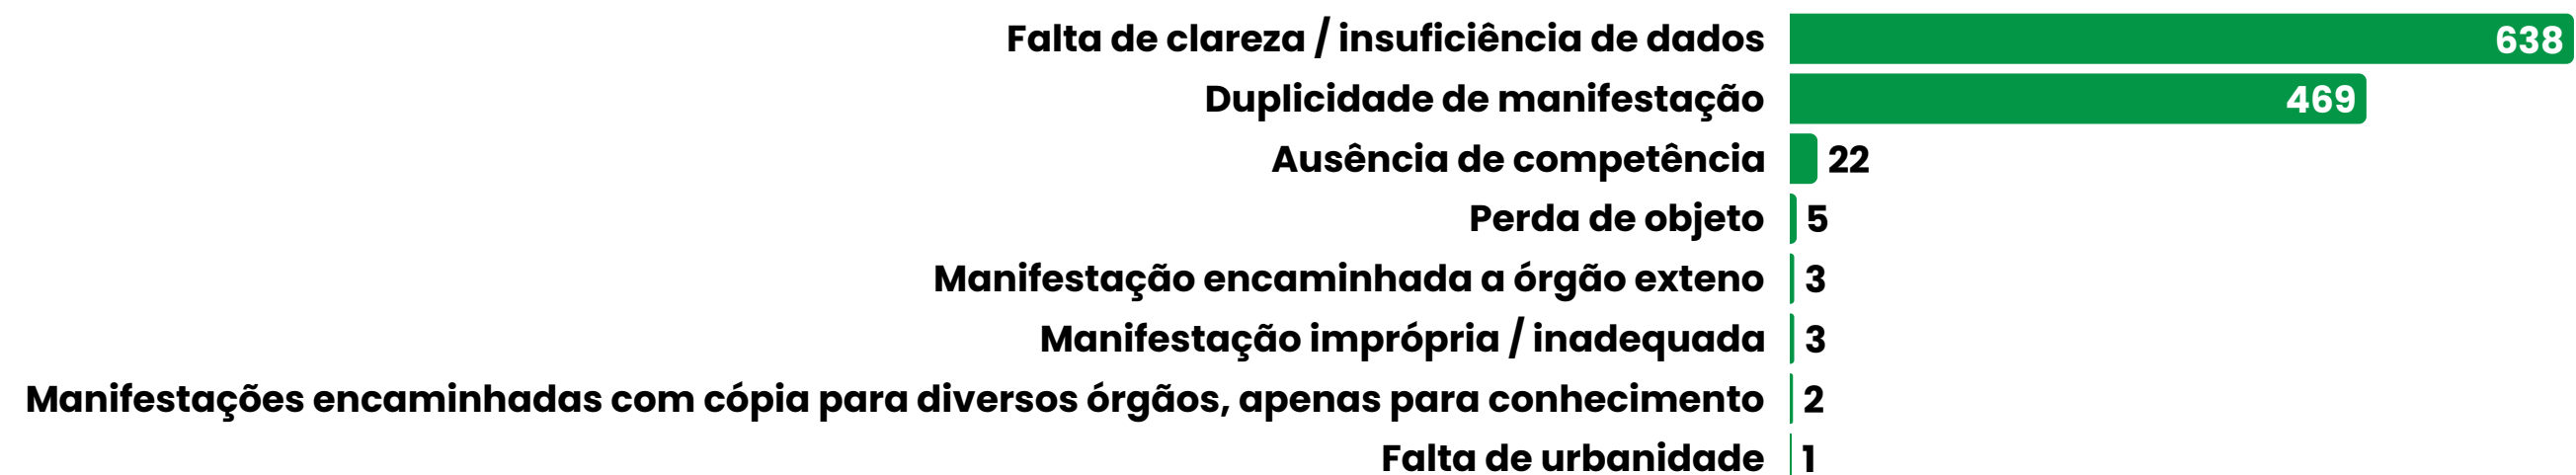 Falta de clareza / insuficiência de dados 638
Duplicidade de manifestação 469
Ausência de competência 22
Perda de objeto 5
Manifestação encaminhada a órgão exteno 3
Manifestação imprópria / inadequada 3
Manifestações encaminhadas com cópia para diversos órgãos, apenas para conhecimento 2
Falta de urbanidade 1